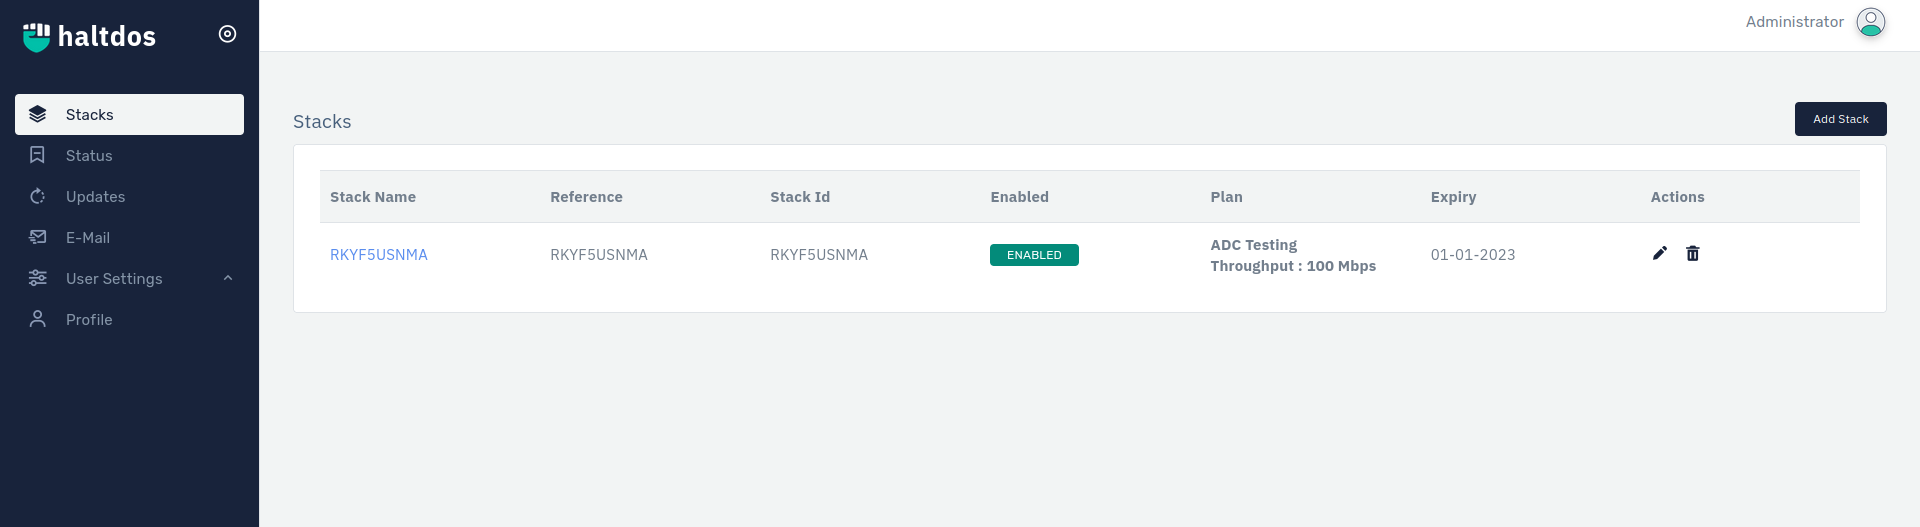 haltdos
Administrator
Stacks
Status
Updates
E-Mail
User Settings
Profile
Stacks
Add Stack
Stack Name Reference Stack Id Enabled Plan Expiry Actions
RKYF5USNMA RKYF5USNMA RKYF5USNMA ENABLED ADC Testing 01-01-2023
Throughput : 100 Mbps